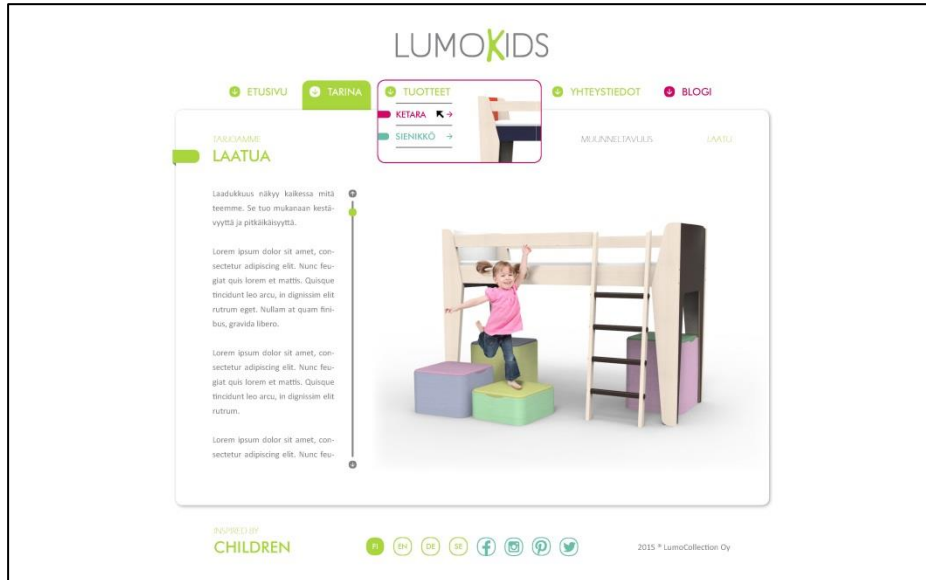 LUMOKIDS
ETUSIVU TARINA TUOTTEET YHTEYSTIEDOT BLOGI
KETARA
SIENIKKÖ
TARJOAMME
LAATUA
MUUNNELTAVUUS LAATU
Laadukkuus näkyy kaikessa mitä
teemme. Se tuo mukanaan kestä-
vyyttä ja pitkäikäisyyttä.
Lorem ipsum dolor sit amet, con-
sectetur adipiscing elit. Nunc feu-
giat quis lorem et mattis. Quisque
tincidunt leo arcu, in dignissim elit
rutrum eget. Nullam at quam fini-
bus, gravida libero.
Lorem ipsum dolor sit amet, con-
sectetur adipiscing elit. Nunc feu-
giat quis lorem et mattis. Quisque
tincidunt leo arcu, in dignissim elit
rutrum.
Lorem ipsum dolor sit amet, con-
sectetur adipiscing elit. Nunc feu-
INSPIRED BY
CHILDREN
FI EN DE SE
2015 ® LumoCollection Oy